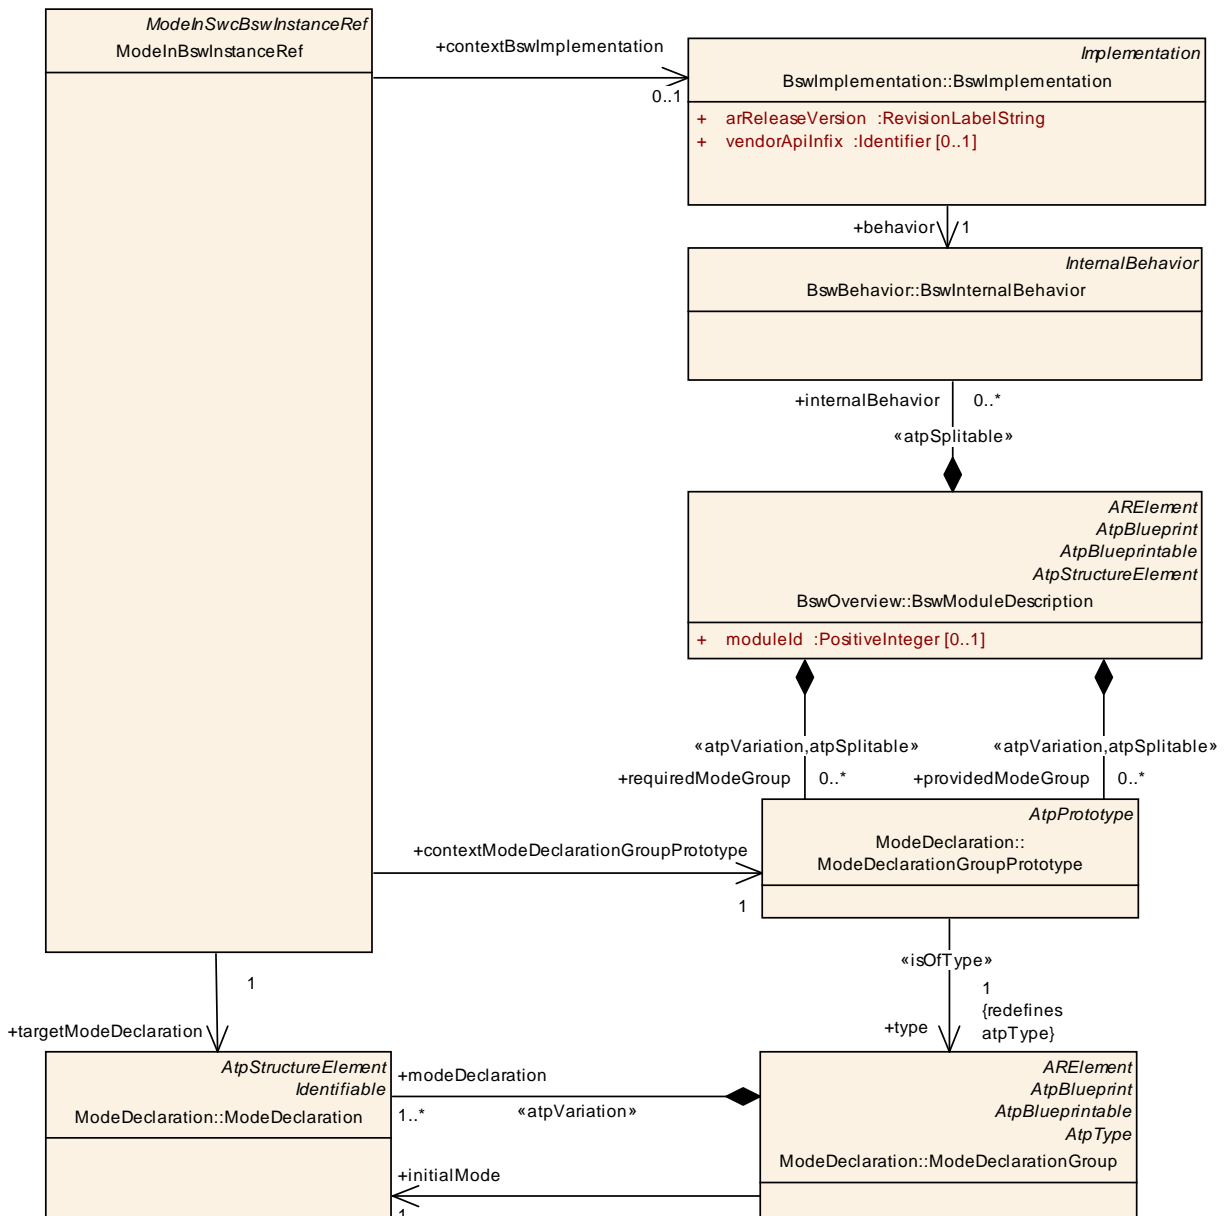 ModeInSwcBswInstanceRef
ModeInBswInstanceRef
+contextBswImplementation
0..1
Implementation
BswImplementation::BswImplementation
+ arReleaseVersion :RevisionLabelString
+ vendorApiInfix :Identifier [0..1]
+behavior 1
InternalBehavior
BswBehavior::BswInternalBehavior
+internalBehavior 0..*
«atpSplitable»
ARElement
AtpBlueprint
AtpBlueprintable
AtpStructureElement
BswOverview::BswModuleDescription
+ moduleId :PositiveInteger [0..1]
«atpVariation,atpSplitable» «atpVariation,atpSplitable»
+requiredModeGroup 0..* +providedModeGroup 0..*
AtpPrototype
ModeDeclaration::
ModeDeclarationGroupPrototype
+contextModeDeclarationGroupPrototype
1
«isOfType»
1
{redefines
atpType}
+type
1
+targetModeDeclaration
AtpStructureElement
Identifiable
ModeDeclaration::ModeDeclaration
+modeDeclaration
1..* «atpVariation»
+initialMode
1
ARElement
AtpBlueprint
AtpBlueprintable
AtpType
ModeDeclaration::ModeDeclarationGroup